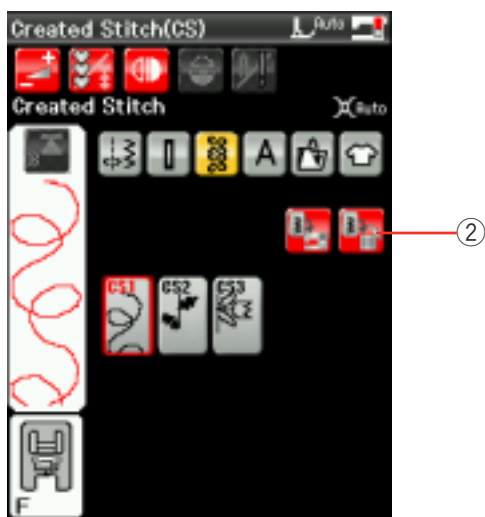 Created Stitch(CS) Auto
Created Stitch Auto
A
2
CS1 CS2 CS3
F